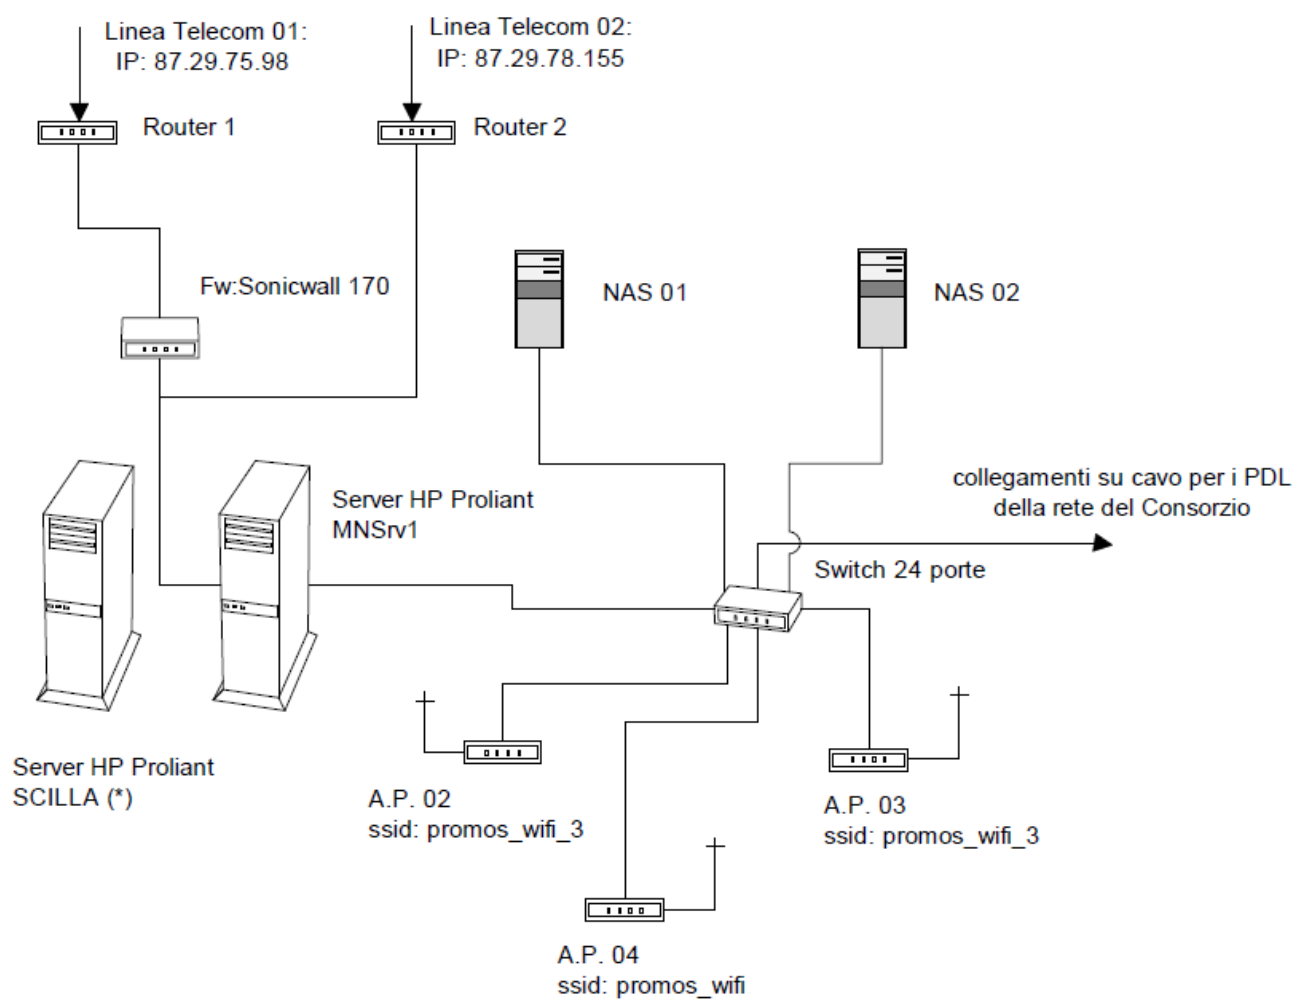 Linea Telecom 01:
IP: 87.29.75.98
Linea Telecom 02:
IP: 87.29.78.155
Router 1
Router 2
Fw:Sonicwall 170
NAS 01
NAS 02
Server HP Proliant
MNSrv1
collegamenti su cavo per i PDL
della rete del Consorzio
Switch 24 porte
Server HP Proliant
SCILLA (*)
A.P. 02
ssid: promos_wifi_3
A.P. 03
ssid: promos_wifi_3
A.P. 04
ssid: promos_wifi